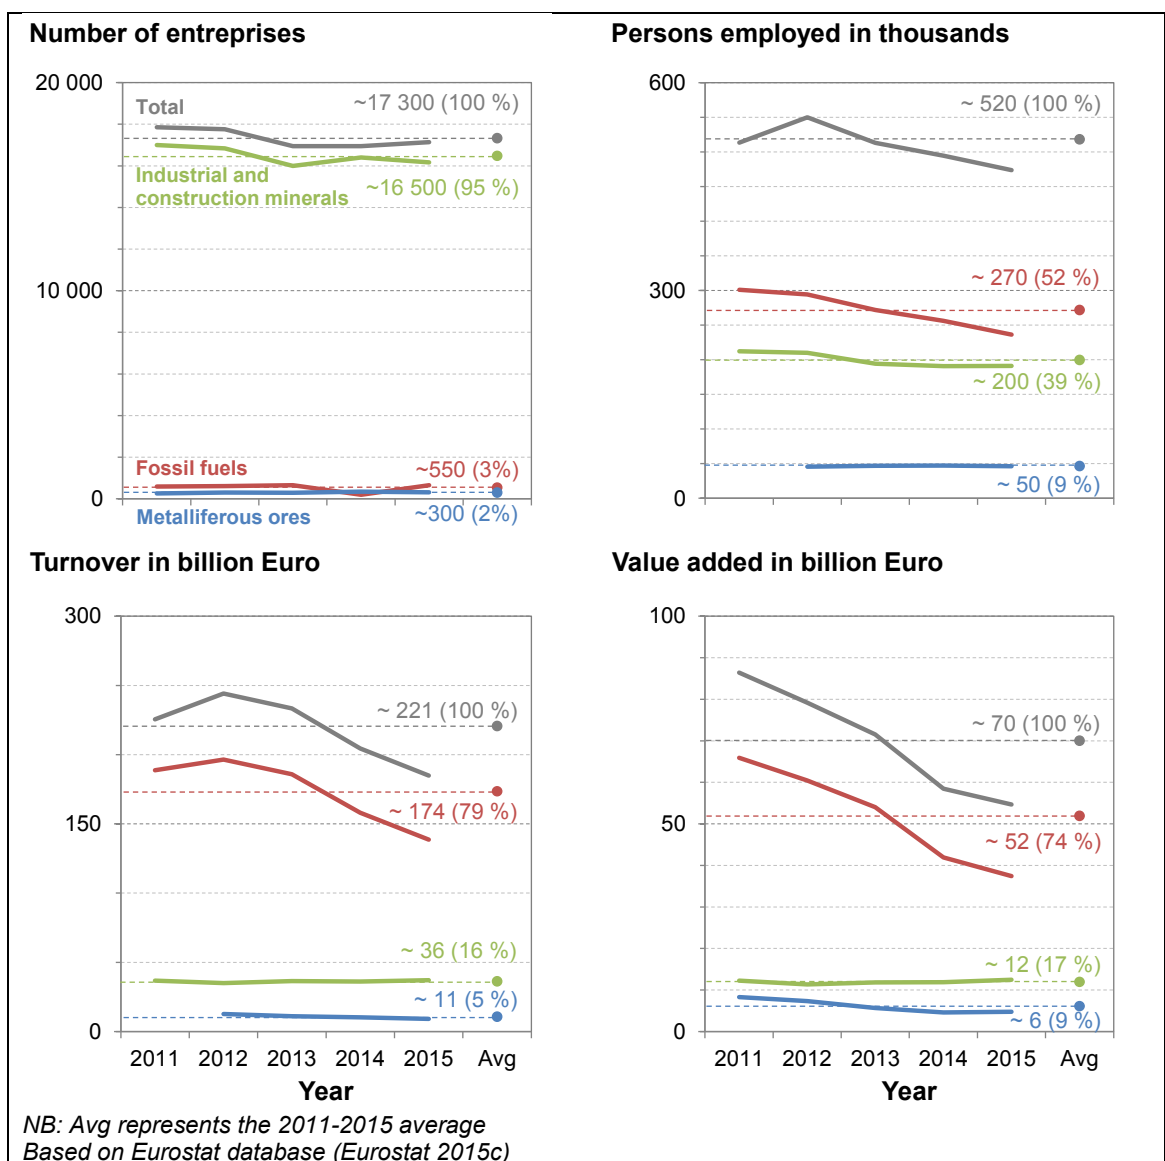 Number of entreprises
20 000
Total
~17 300 (100 %)
Industrial and
construction minerals
~16 500 (95 %)
10 000
Fossil fuels
~550 (3%)
0
Metalliferous ores
~300 (2%)
Persons employed in thousands
600
~ 520 (100 %)
300
~ 270 (52 %)
~ 200 (39 %)
~ 50 (9 %)
0
Turnover in billion Euro
300
~ 221 (100 %)
~ 174 (79 %)
150
~ 36 (16 %)
~ 11 (5 %)
0
2011 2012 2013 2014 2015 Avg
Year
Value added in billion Euro
100
~ 70 (100 %)
50
~ 52 (74 %)
~ 12 (17 %)
~ 6 (9 %)
0
2011 2012 2013 2014 2015 Avg
Year
NB: Avg represents the 2011-2015 average
Based on Eurostat database (Eurostat 2015c)